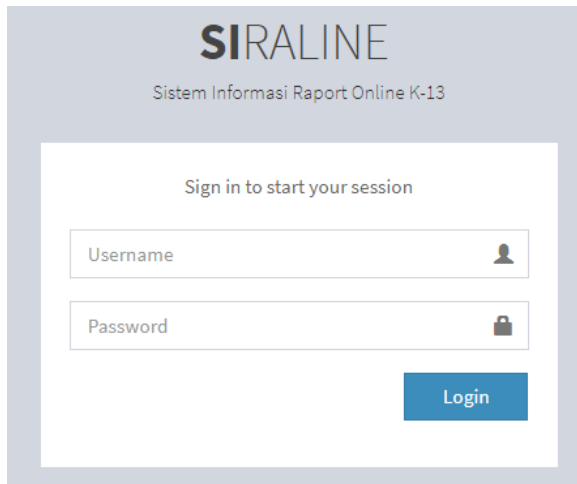 SIRALINE
Sistem Informasi Raport Online K-13
Sign in to start your session
Username
Password
Login